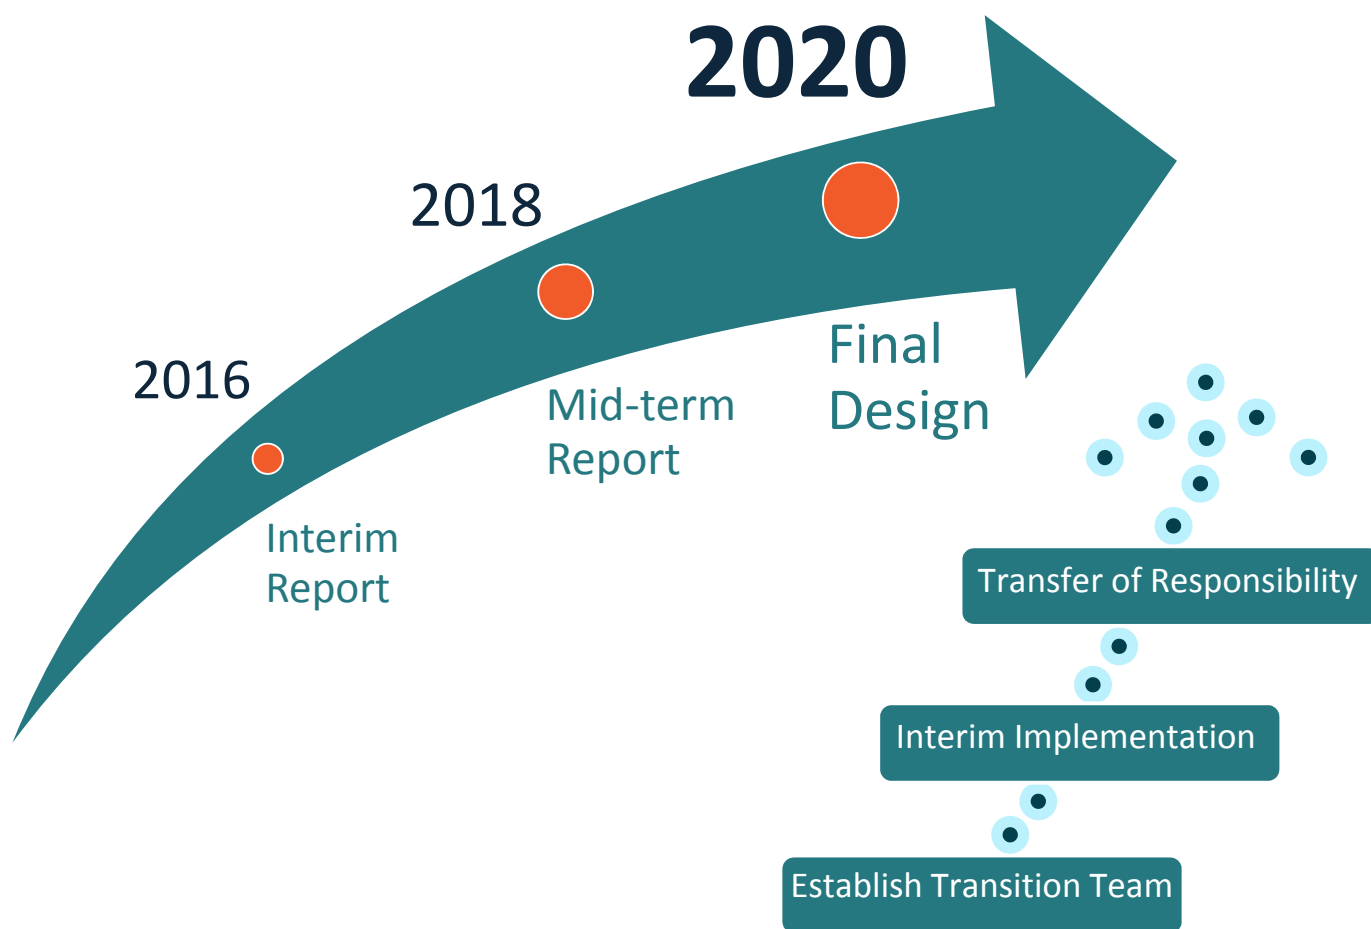 2020
2018
2016
Final
Design
Mid-term
Report
Interim
Report
Transfer of Responsibility
Interim Implementation
Establish Transition Team